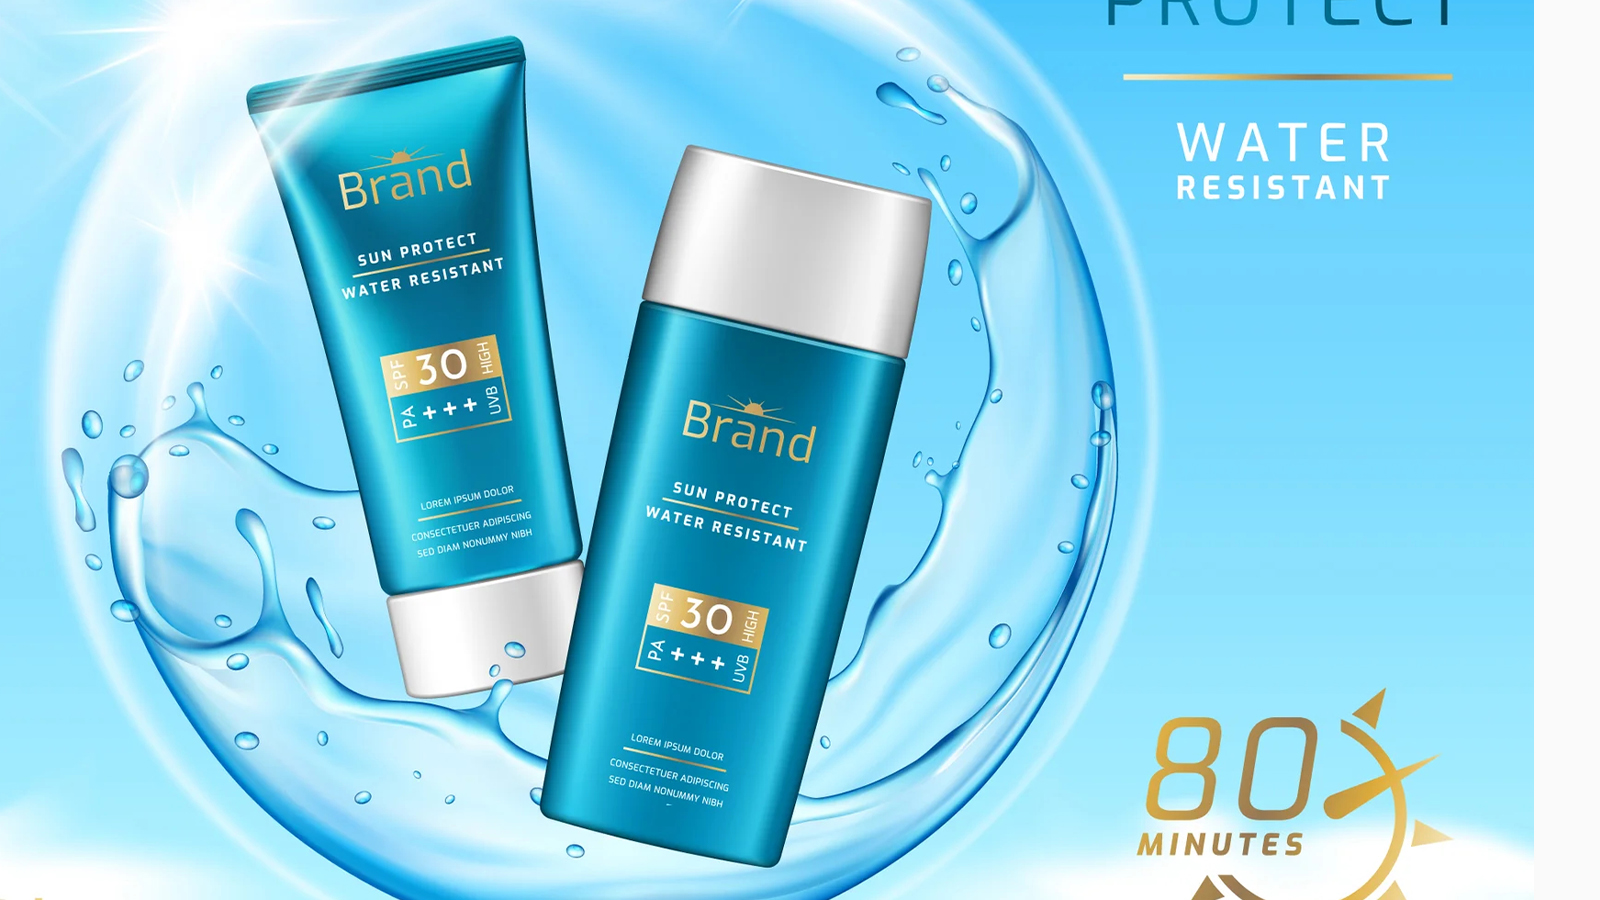 PROTECT
WATER
RESISTANT
Brand
SUN PROTECT
WATER RESISTANT
SPF 30 HIGH
PA +++ UVB
LOREM IPSUM DOLOR
CONSECTETUER ADIPISCING
SED DIAM NONUMMY NIBH
Brand
SUN PROTECT
WATER RESISTANT
SPF 30 HIGH
PA +++ UVB
LOREM IPSUM DOLOR
CONSECTETUER ADIPISCING
SED DIAM NONUMMY NIBH
80
MINUTES